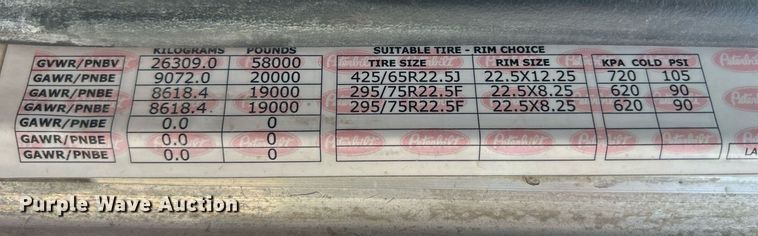 KILOGRAMS POUNDS SUITABLE TIRE - RIM CHOICE
GVWR/PNBV 26309.0 58000 TIRE SIZE RIM SIZE KPA COLD PSI
GAWR/PNBE 9072.0 20000 425/65R22.5J 22.5X12.25 720 105
GAWR/PNBE 8618.4 19000 295/75R22.5F 22.5X8.25 620 90
GAWR/PNBE 8618.4 19000 295/75R22.5F 22.5X8.25 620 90
GAWR/PNBE 0.0 0
GAWR/PNBE 0.0 0
GAWR/PNBE 0.0 0
Peterbilt
LA
Purple Wave Auction